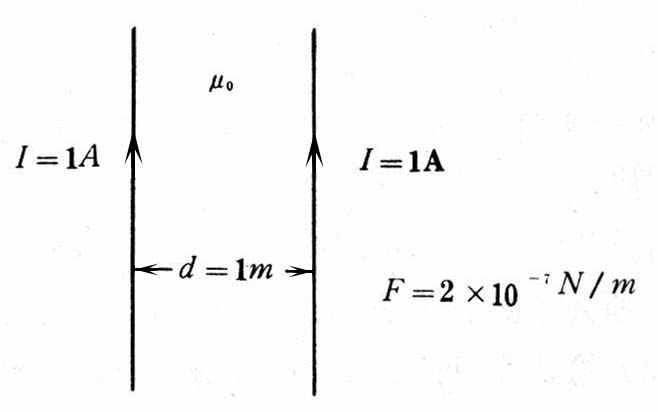 μ₀
I = 1A
I = 1A
d = 1m
F = 2 × 10⁻⁷ N / m